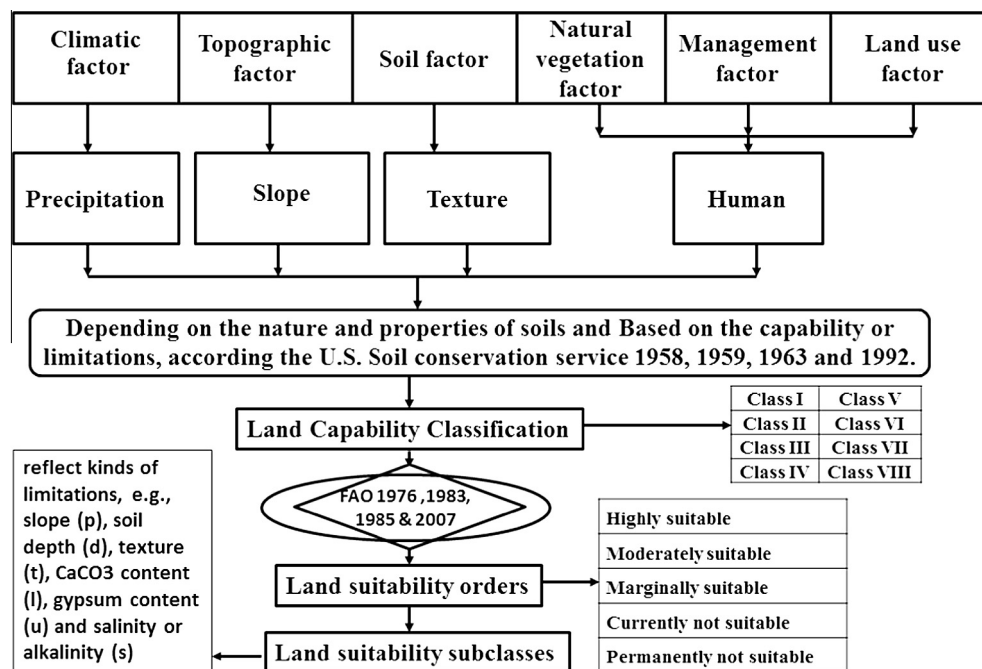 Climatic
factor
Topographic
factor
Soil factor
Natural
vegetation
factor
Management
factor
Land use
factor
Precipitation
Slope
Texture
Human
Depending on the nature and properties of soils and Based on the capability or
limitations, according the U.S. Soil conservation service 1958, 1959, 1963 and 1992.
Land Capability Classification
Class I
Class V
Class II
Class VI
Class III
Class VII
Class IV
Class VIII
FAO 1976 ,1983,
1985 & 2007
Land suitability orders
Highly suitable
Moderately suitable
Marginally suitable
Currently not suitable
Permanently not suitable
Land suitability subclasses
reflect kinds of
limitations, e.g.,
slope (p), soil
depth (d), texture
(t), CaCO3 content
(l), gypsum content
(u) and salinity or
alkalinity (s)